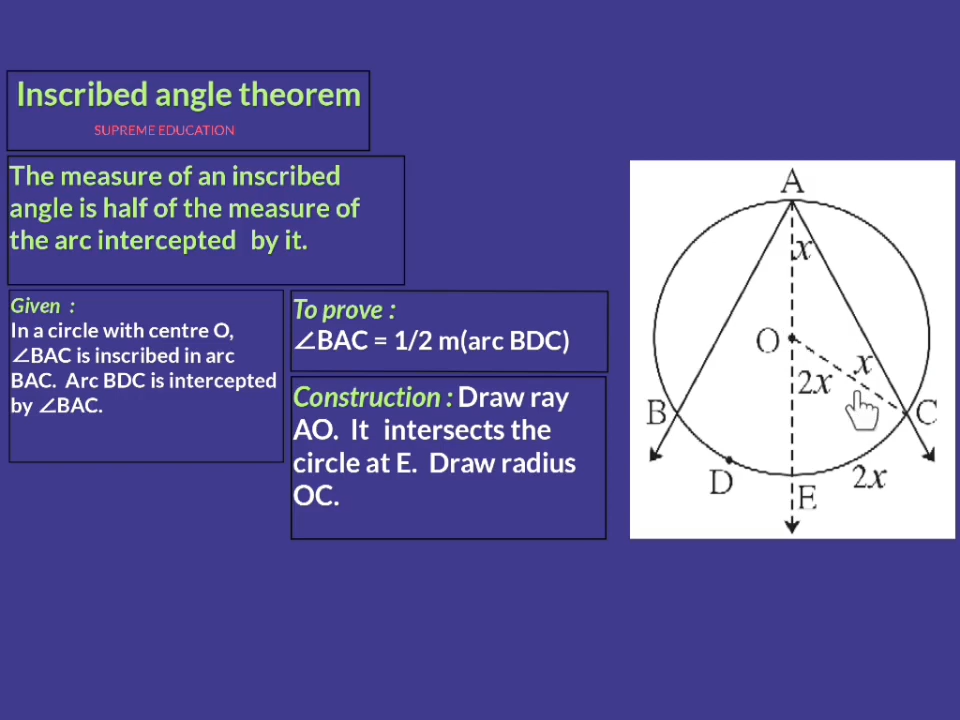 Inscribed angle theorem
SUPREME EDUCATION
The measure of an inscribed
angle is half of the measure of
the arc intercepted by it.
Given :
In a circle with centre O,
∠BAC is inscribed in arc
BAC. Arc BDC is intercepted
by ∠BAC.
To prove :
∠BAC = 1/2 m(arc BDC)
Construction : Draw ray
AO. It intersects the
circle at E. Draw radius
OC.
A
x
O
x
2x
B
C
D
2x
E